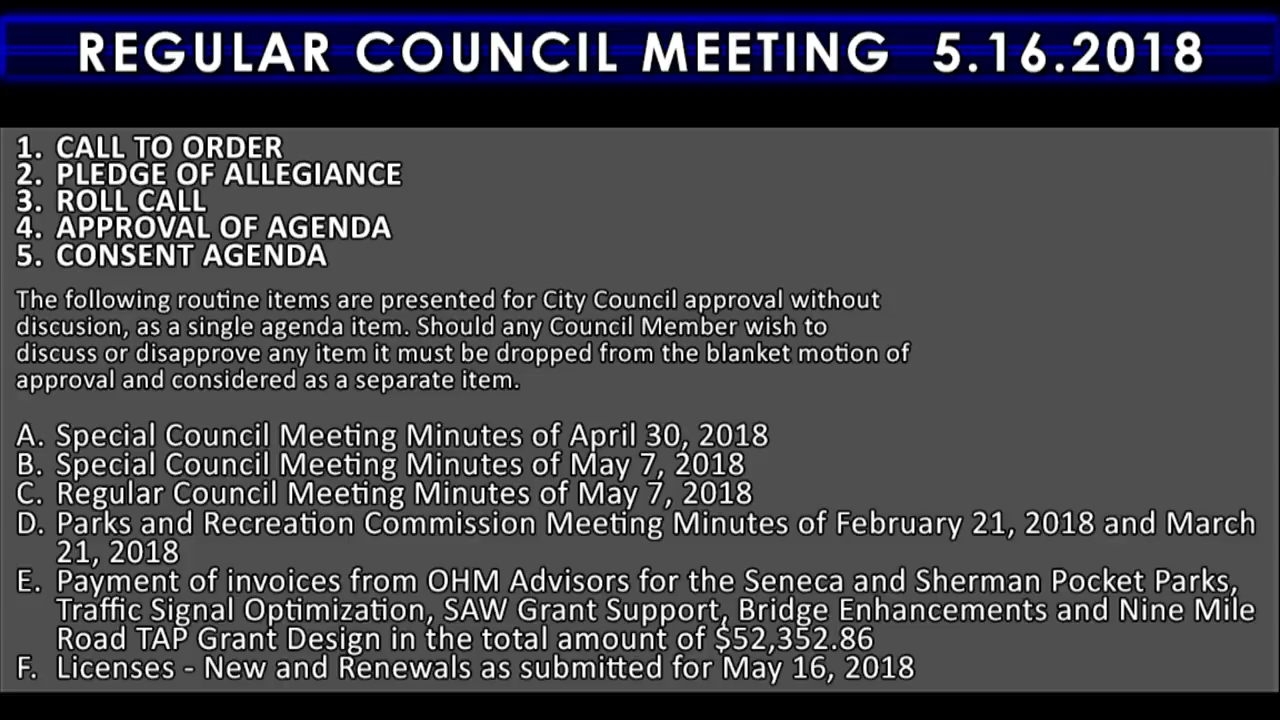 REGULAR COUNCIL MEETING 5.16.2018
1. CALL TO ORDER
2. PLEDGE OF ALLEGIANCE
3. ROLL CALL
4. APPROVAL OF AGENDA
5. CONSENT AGENDA
The following routine items are presented for City Council approval without
discusion, as a single agenda item. Should any Council Member wish to
discuss or disapprove any item it must be dropped from the blanket motion of
approval and considered as a separate item.
A. Special Council Meeting Minutes of April 30, 2018
B. Special Council Meeting Minutes of May 7, 2018
C. Regular Council Meeting Minutes of May 7, 2018
D. Parks and Recreation Commission Meeting Minutes of February 21, 2018 and March
21, 2018
E. Payment of invoices from OHM Advisors for the Seneca and Sherman Pocket Parks,
Traffic Signal Optimization, SAW Grant Support, Bridge Enhancements and Nine Mile
Road TAP Grant Design in the total amount of $52,352.86
F. Licenses - New and Renewals as submitted for May 16, 2018